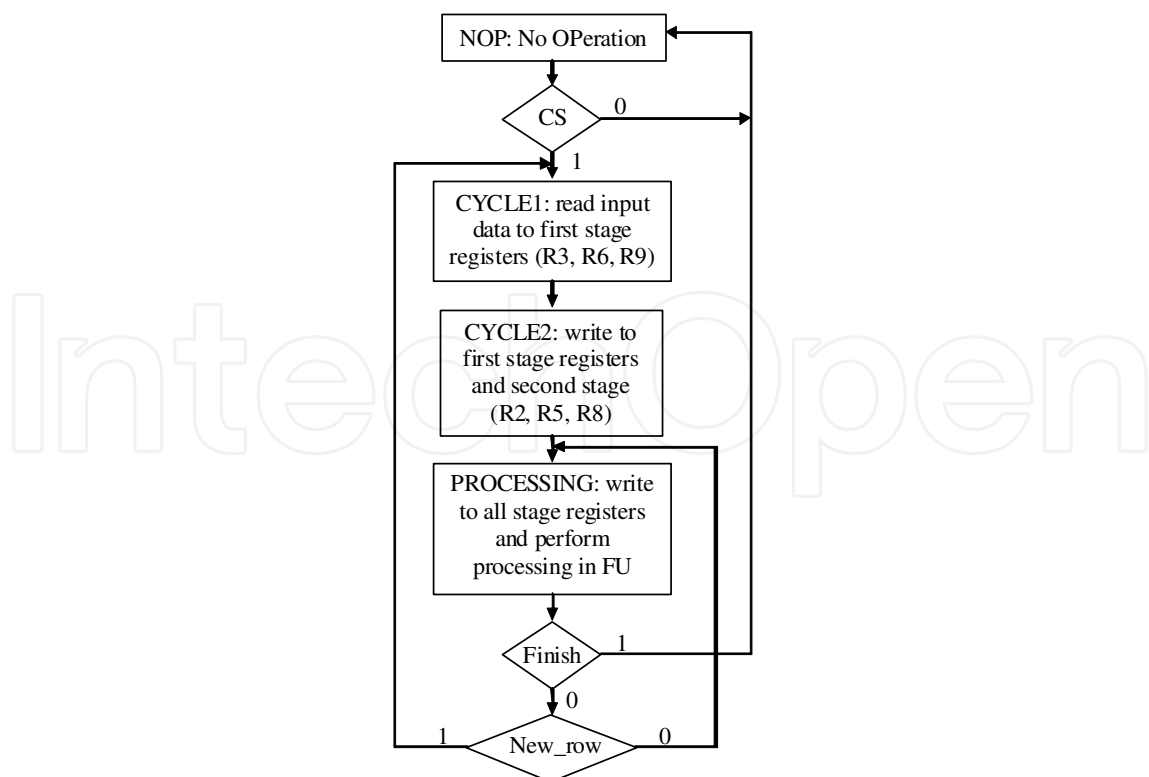 NOP: No OPeration
CS
0
1
CYCLE1: read input
data to first stage
registers (R3, R6, R9)
CYCLE2: write to
first stage registers
and second stage
(R2, R5, R8)
IntechOpen
PROCESSING: write
to all stage registers
and perform
processing in FU
Finish
1
0
1
New_row
0